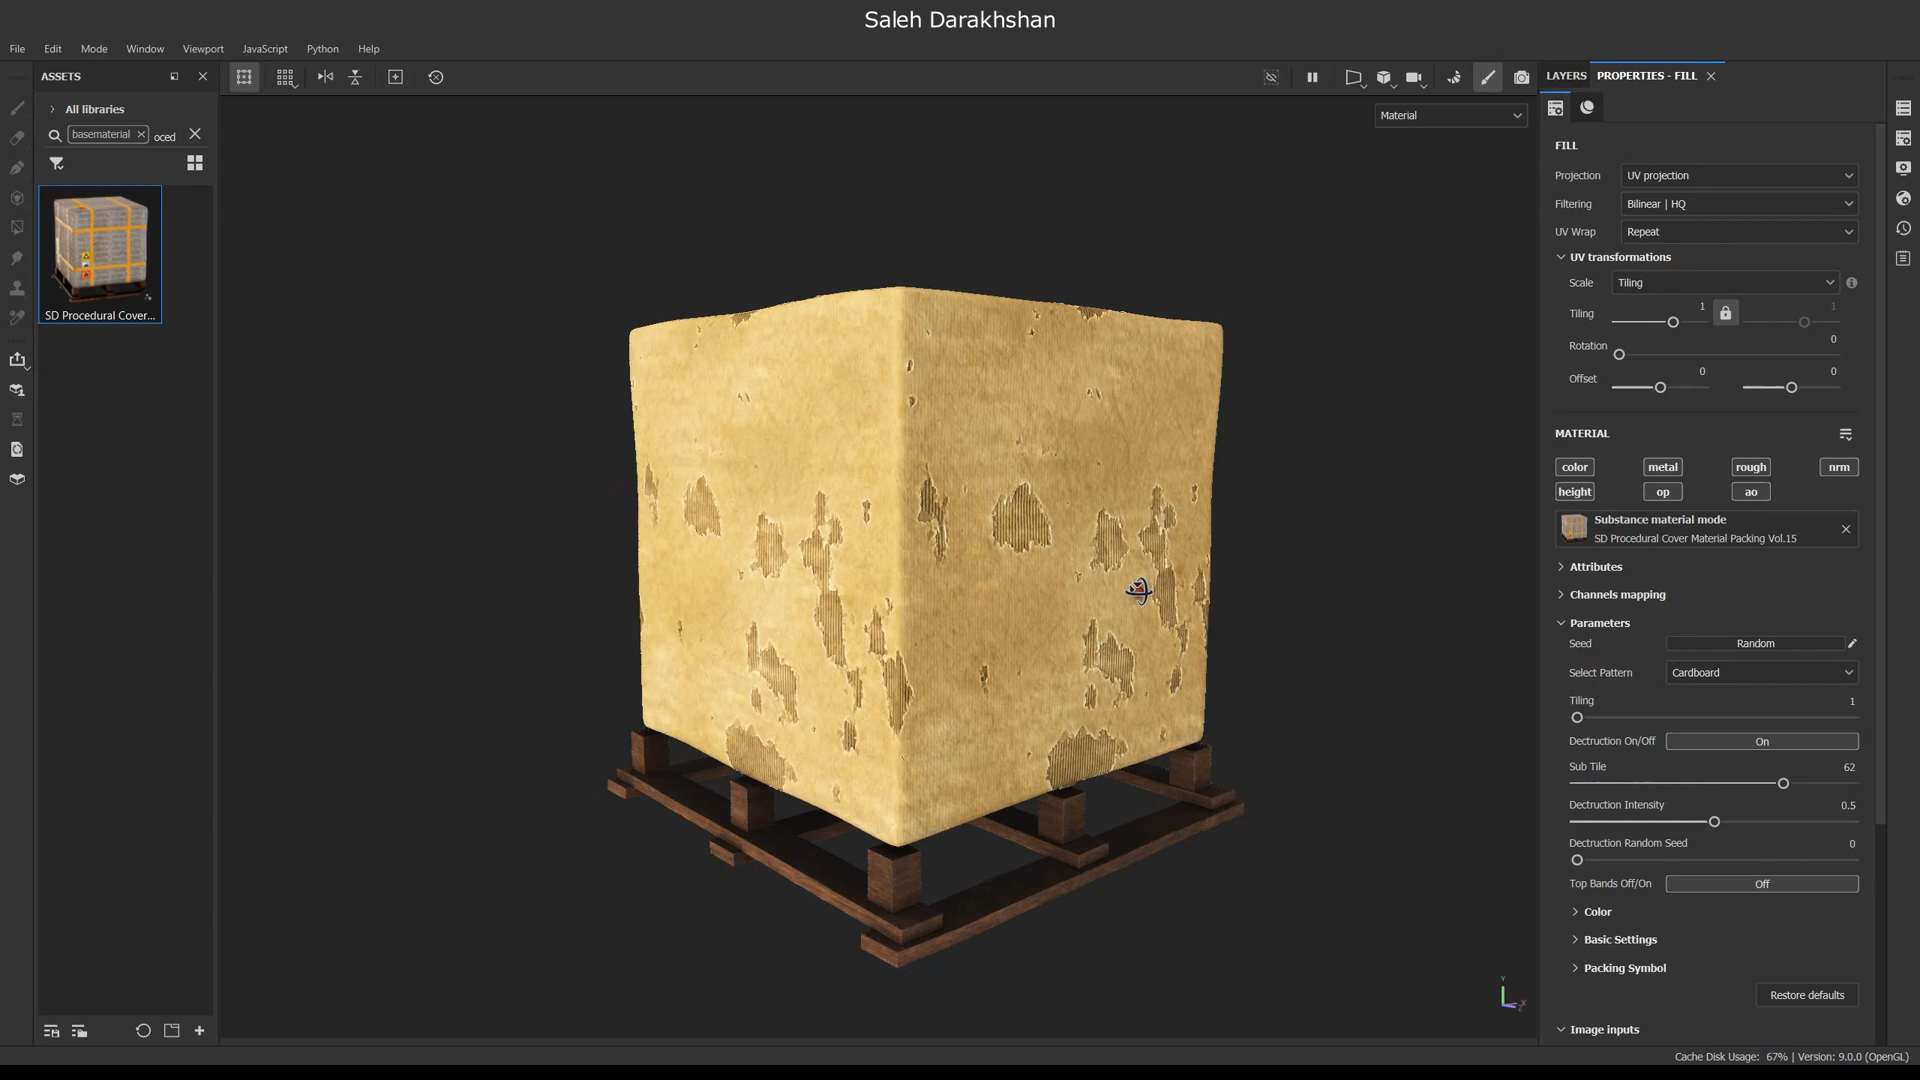 Saleh Darakhshan
File Edit Mode Window Viewport JavaScript Python Help
ASSETS
All libraries
basematerial oced
SD Procedural Cover...
Material
LAYERS PROPERTIES - FILL
FILL
Projection UV projection
Filtering Bilinear | HQ
UV Wrap Repeat
UV transformations
Scale Tiling
Tiling 1 1
Rotation 0
Offset 0 0
MATERIAL
color metal rough nrm
height op ao
Substance material mode
SD Procedural Cover Material Packing Vol.15
Attributes
Channels mapping
Parameters
Seed Random
Select Pattern Cardboard
Tiling 1
Dectruction On/Off On
Sub Tile 62
Dectruction Intensity 0.5
Dectruction Random Seed 0
Top Bands Off/On Off
Color
Basic Settings
Packing Symbol
Restore defaults
Image inputs
Y
X
Z
Cache Disk Usage: 67% | Version: 9.0.0 (OpenGL)